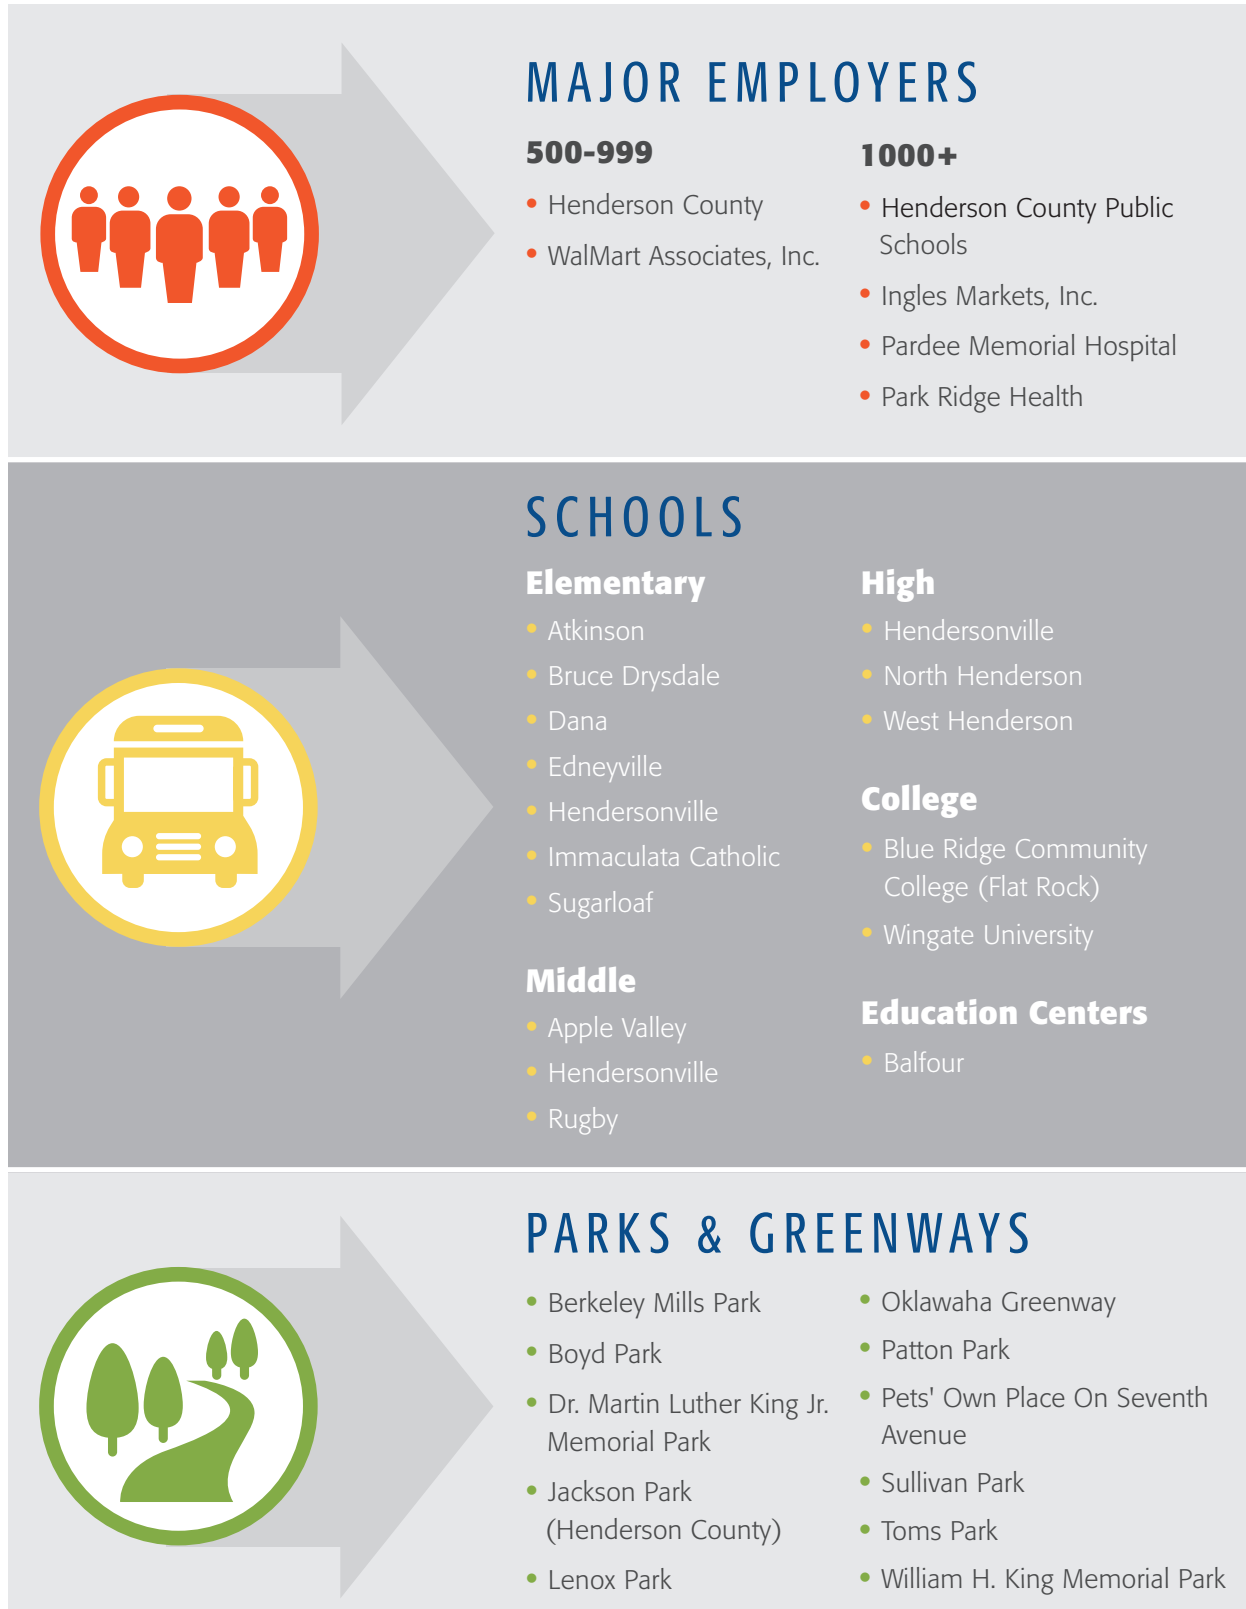 MAJOR EMPLOYERS
500-999
• Henderson County
• WalMart Associates, Inc.
1000+
• Henderson County Public
Schools
• Ingles Markets, Inc.
• Pardee Memorial Hospital
• Park Ridge Health
SCHOOLS
Elementary
• Atkinson
• Bruce Drysdale
• Dana
• Edneyville
• Hendersonville
• Immaculata Catholic
• Sugarloaf
Middle
• Apple Valley
• Hendersonville
• Rugby
High
• Hendersonville
• North Henderson
• West Henderson
College
• Blue Ridge Community
College (Flat Rock)
• Wingate University
Education Centers
• Balfour
PARKS & GREENWAYS
• Berkeley Mills Park
• Boyd Park
• Dr. Martin Luther King Jr.
Memorial Park
• Jackson Park
(Henderson County)
• Lenox Park
• Oklawaha Greenway
• Patton Park
• Pets' Own Place On Seventh
Avenue
• Sullivan Park
• Toms Park
• William H. King Memorial Park